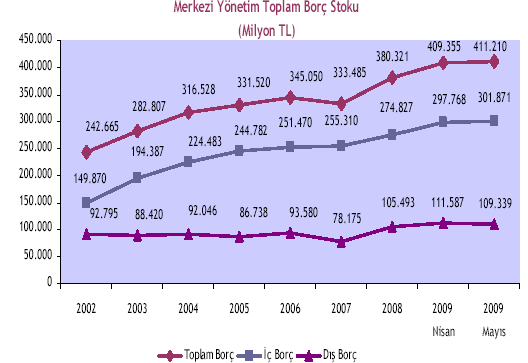 Merkezi Yönetim Toplam Borç Stoku
(Milyon TL)
450.000
400.000
350.000
300.000
250.000
200.000
150.000
100.000
50.000
0
242.665 282.807 316.528 331.520 345.050 333.485 380.321 409.355 411.210
149.870 194.387 224.483 244.782 251.470 255.310 274.827 297.768 301.871
92.795 88.420 92.046 86.738 93.580 78.175 105.493 111.587 109.339
2002 2003 2004 2005 2006 2007 2008 2009 2009
Nisan Mayıs
Toplam Borç İç Borç Dış Borç